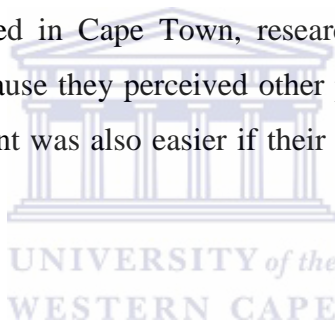 ed in Cape Town, resear
ause they perceived other
nt was also easier if their
UNIVERSITY of the
WESTERN CAPE